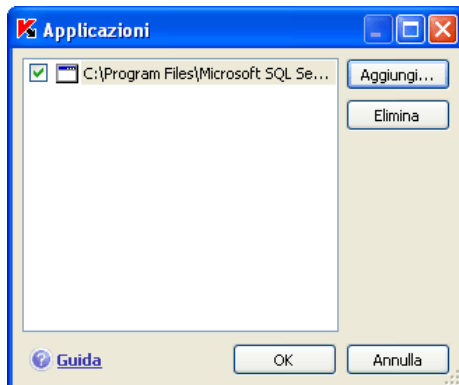 Applicazioni
C:\Program Files\Microsoft SQL Se...
Aggiungi...
Elimina
Guida
OK
Annulla